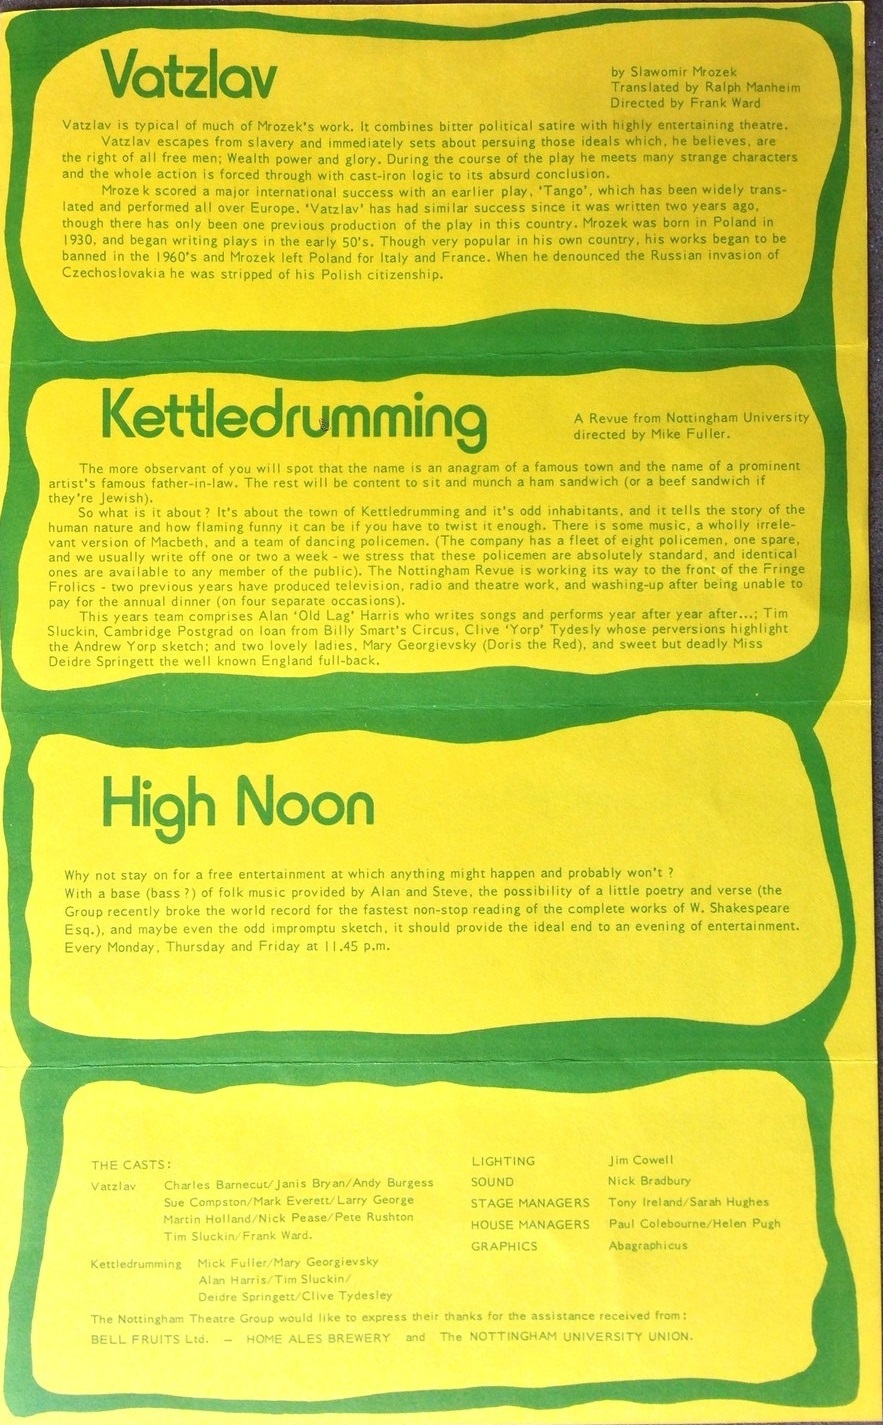 Vatzlav
by Slawomir Mrozek
Translated by Ralph Manheim
Directed by Frank Ward
Vatzlav is typical of much of Mrozek's work. It combines bitter political satire with highly entertaining theatre.
Vatzlav escapes from slavery and immediately sets about persuing those ideals which, he believes, are
the right of all free men; Wealth power and glory. During the course of the play he meets many strange characters
and the whole action is forced through with cast-iron logic to its absurd conclusion.
Mrozek scored a major international success with an earlier play, 'Tango', which has been widely trans-
lated and performed all over Europe. 'Vatzlav' has had similar success since it was written two years ago,
though there has only been one previous production of the play in this country. Mrozek was born in Poland in
1930, and began writing plays in the early 50's. Though very popular in his own country, his works began to be
banned in the 1960's and Mrozek left Poland for Italy and France. When he denounced the Russian invasion of
Czechoslovakia he was stripped of his Polish citizenship.
Kettledrumming
A Revue from Nottingham University
directed by Mike Fuller.
The more observant of you will spot that the name is an anagram of a famous town and the name of a prominent
artist's famous father-in-law. The rest will be content to sit and munch a ham sandwich (or a beef sandwich if
they're Jewish).
So what is it about? It's about the town of Kettledrumming and it's odd inhabitants, and it tells the story of the
human nature and how flaming funny it can be if you have to twist it enough. There is some music, a wholly irrele-
vant version of Macbeth, and a team of dancing policemen. (The company has a fleet of eight policemen, one spare,
and we usually write off one or two a week - we stress that these policemen are absolutely standard, and identical
ones are available to any member of the public). The Nottingham Revue is working its way to the front of the Fringe
Frolics - two previous years have produced television, radio and theatre work, and washing-up after being unable to
pay for the annual dinner (on four separate occasions).
This years team comprises Alan 'Old Lag' Harris who writes songs and performs year after year after...; Tim
Sluckin, Cambridge Postgrad on loan from Billy Smart's Circus, Clive 'Yorp' Tydesly whose perversions highlight
the Andrew Yorp sketch; and two lovely ladies, Mary Georgievsky (Doris the Red), and sweet but deadly Miss
Deidre Springett the well known England full-back.
High Noon
Why not stay on for a free entertainment at which anything might happen and probably won't ?
With a base (bass ?) of folk music provided by Alan and Steve, the possibility of a little poetry and verse (the
Group recently broke the world record for the fastest non-stop reading of the complete works of W. Shakespeare
Esq.), and maybe even the odd impromptu sketch, it should provide the ideal end to an evening of entertainment.
Every Monday, Thursday and Friday at 11.45 p.m.
THE CASTS:
Vatzlav Charles Barnecut/Janis Bryan/Andy Burgess
Sue Compston/Mark Everett/Larry George
Martin Holland/Nick Pease/Pete Rushton
Tim Sluckin/Frank Ward.
Kettledrumming Mick Fuller/Mary Georgievsky
Alan Harris/Tim Sluckin/
Deidre Springett/Clive Tydesley
LIGHTING Jim Cowell
SOUND Nick Bradbury
STAGE MANAGERS Tony Ireland/Sarah Hughes
HOUSE MANAGERS Paul Colebourne/Helen Pugh
GRAPHICS Abagraphicus
The Nottingham Theatre Group would like to express their thanks for the assistance received from:
BELL FRUITS Ltd. — HOME ALES BREWERY and The NOTTINGHAM UNIVERSITY UNION.